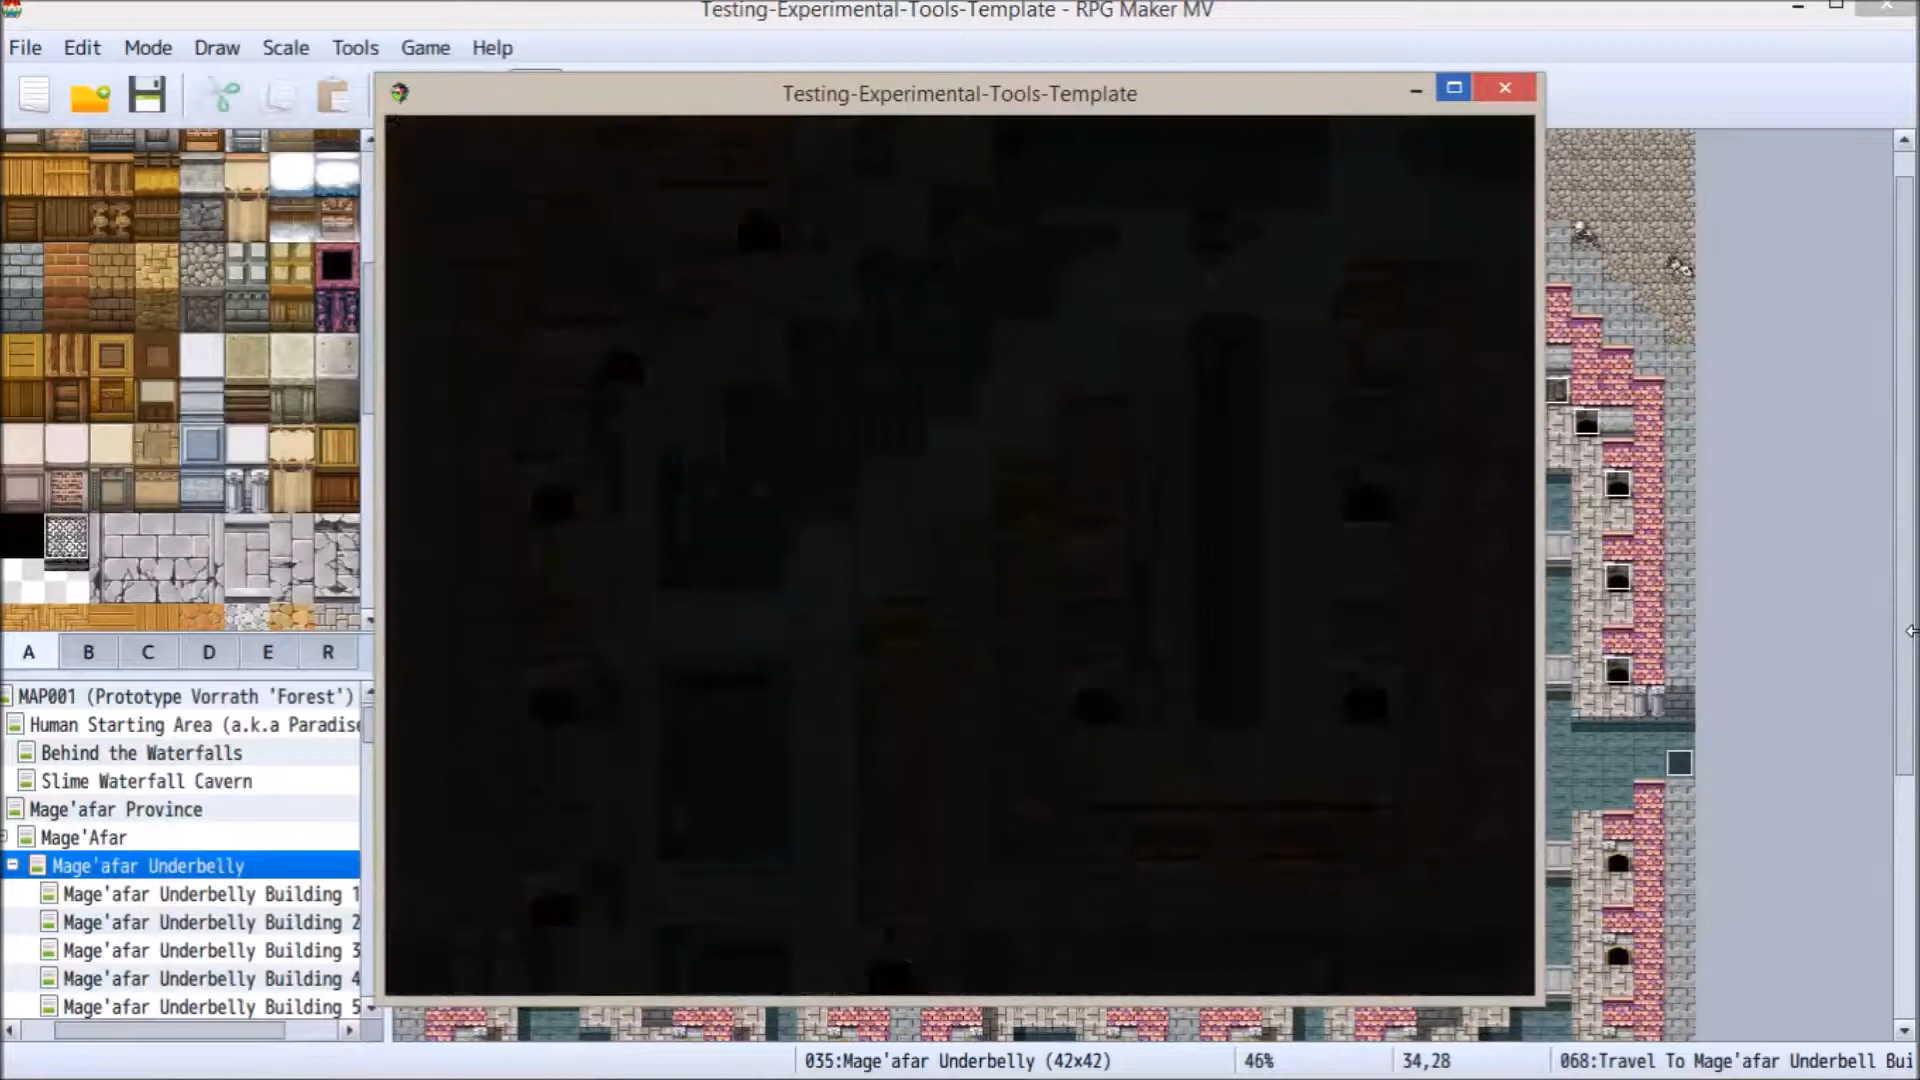 Testing-Experimental-Tools-Template - RPG Maker MV
File Edit Mode Draw Scale Tools Game Help
Testing-Experimental-Tools-Template
A B C D E R
MAP001 (Prototype Vorrath 'Forest')
Human Starting Area (a.k.a Paradise
Behind the Waterfalls
Slime Waterfall Cavern
Mage'afar Province
Mage'Afar
Mage'afar Underbelly
Mage'afar Underbelly Building 1
Mage'afar Underbelly Building 2
Mage'afar Underbelly Building 3
Mage'afar Underbelly Building 4
Mage'afar Underbelly Building 5
035:Mage'afar Underbelly (42x42) 46% 34,28 068:Travel To Mage'afar Underbell Bui